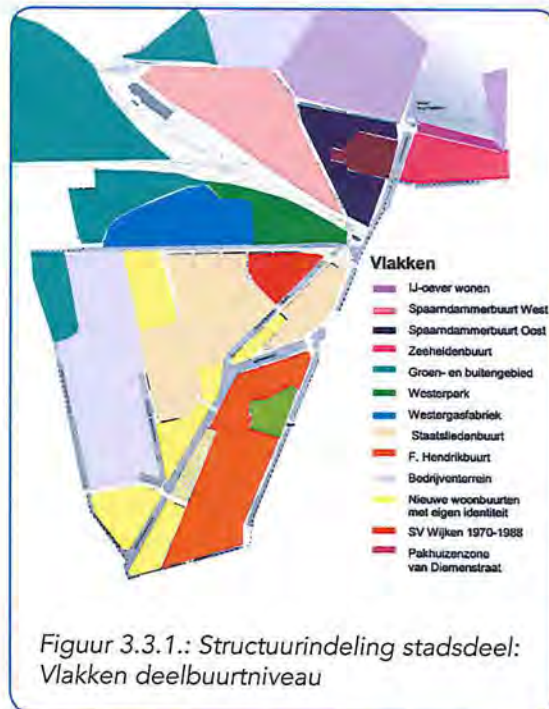 Vlakken
IJ-oever wonen
Spaarndammerbuurt West
Spaarndammerbuurt Oost
Zeeheldenbuurt
Groen- en buitengebied
Westerpark
Westergasfabriek
Staatsliedenbuurt
F. Hendrikbuurt
Bedrijventerrein
Nieuwe woonbuurten
met eigen identiteit
SV Wijken 1970-1988
Pakhuizenzone
van Diemenstraat
Figuur 3.3.1.: Structuurindeling stadsdeel:
Vlakken deelbuurtniveau